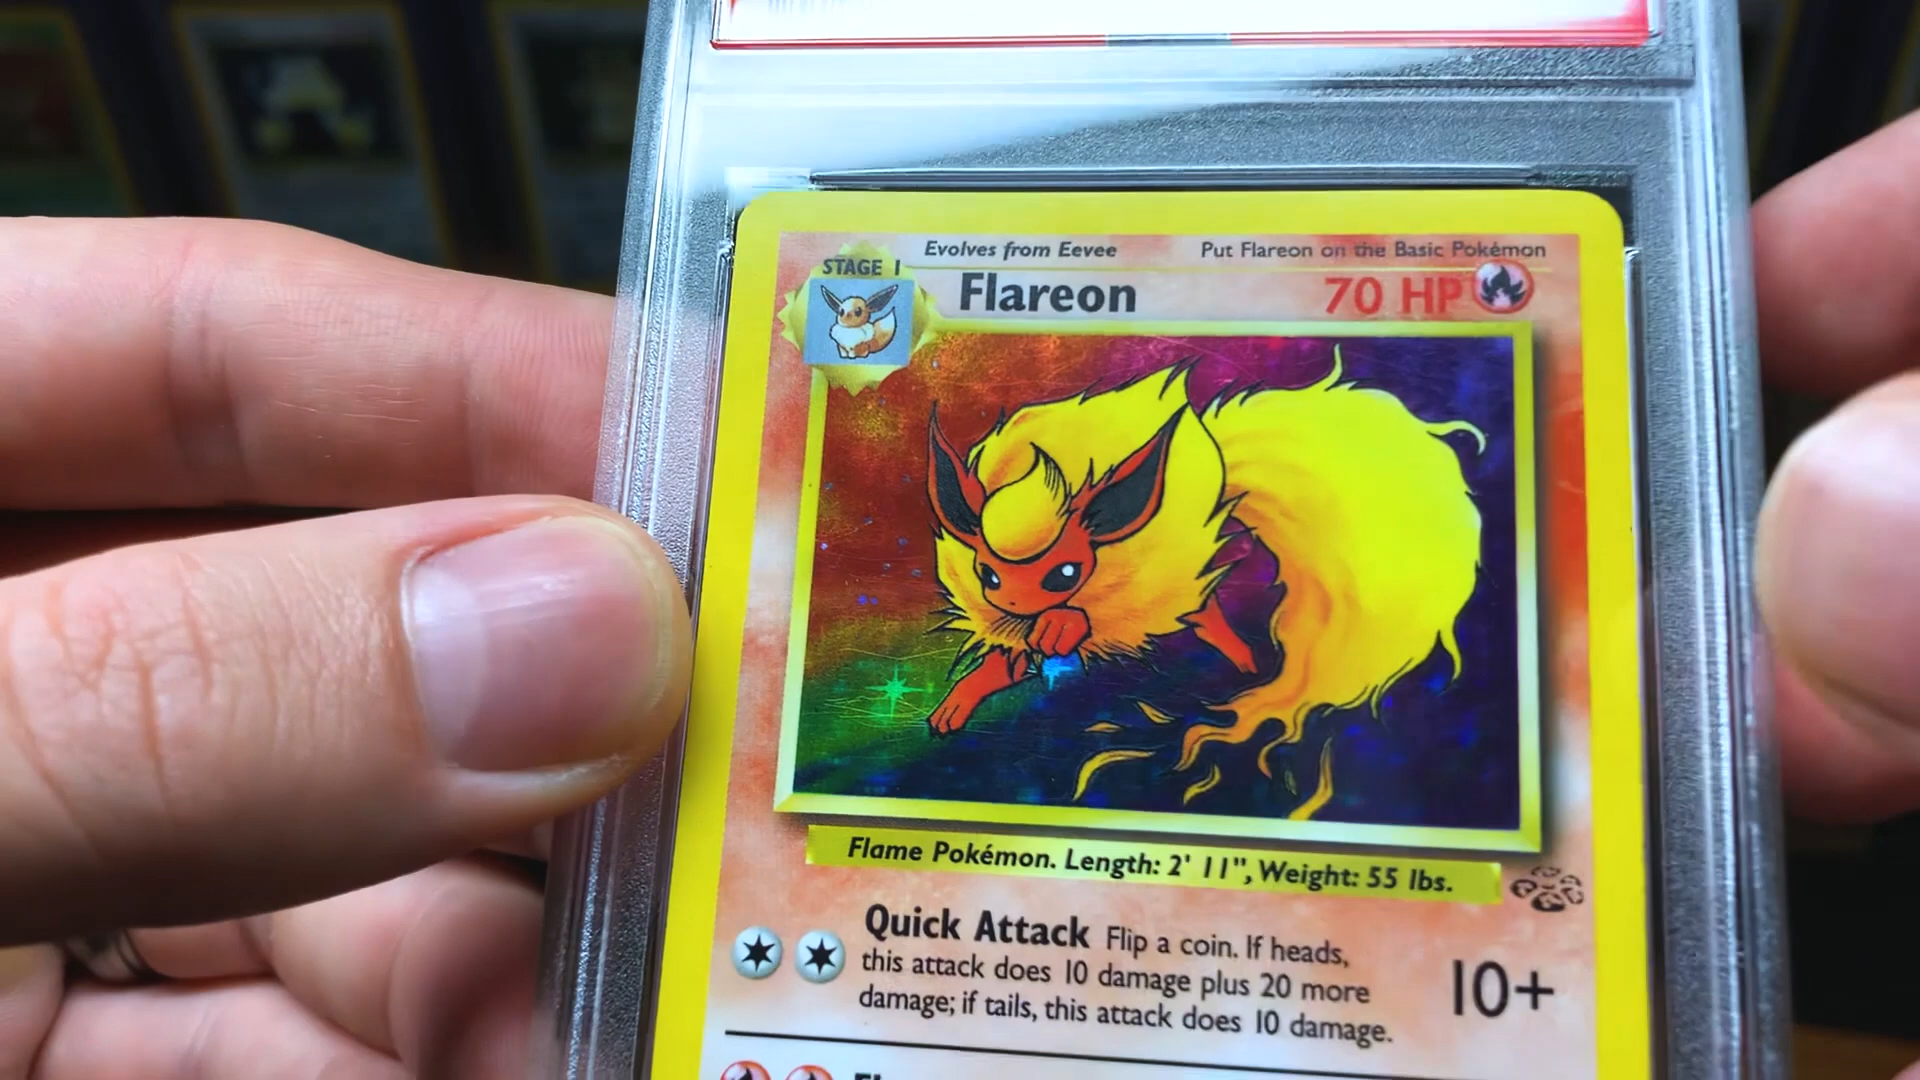 Evolves from Eevee
Put Flareon on the Basic Pokémon
STAGE 1
Flareon
70 HP
Flame Pokémon. Length: 2' 11", Weight: 55 lbs.
Quick Attack Flip a coin. If heads,
this attack does 10 damage plus 20 more
damage; if tails, this attack does 10 damage.
10+